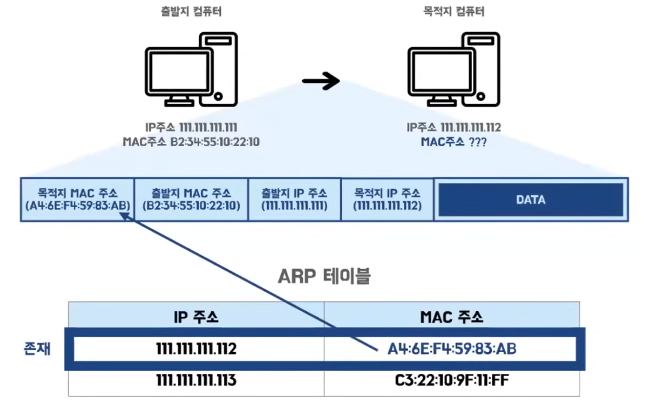 출발지 컴퓨터
목적지 컴퓨터
IP주소 111.111.111.111
MAC주소 B2:34:55:10:22:10
IP주소 111.111.111.112
MAC주소 ???
목적지 MAC 주소
(A4:6E:F4:59:83:AB)
출발지 MAC 주소
(B2:34:55:10:22:10)
출발지 IP 주소
(111.111.111.111)
목적지 IP 주소
(111.111.111.112)
DATA
ARP 테이블
IP 주소
MAC 주소
존재
111.111.111.112
A4:6E:F4:59:83:AB
111.111.111.113
C3:22:10:9F:11:FF